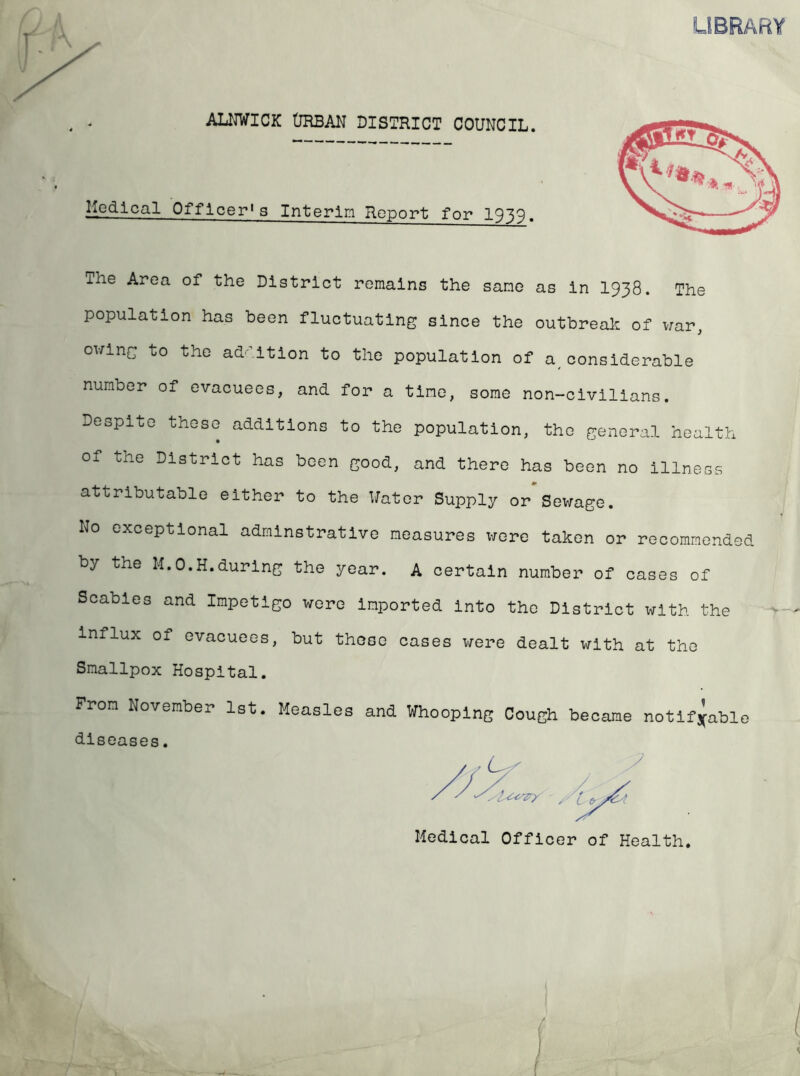 LIBRARY
ALNWICK URBAN DISTRICT COUNCIL.
Medical Officer's Interim Report for 1939.
The Area of the District remains the same as in 1938. The
population has been fluctuating since the outbreak of war,
owing to the addition to the population of a considerable
number of evacuees, and for a time, some non-civilians.
Despite these additions to the population, the general health
of the District has been good, and there has been no illness
attributable either to the Water Supply or Sewage.
No exceptional adminstrative measures were taken or recommended
by the M.O.H.during the year. A certain number of cases of
Scabies and Impetigo were imported into the District with the
influx of evacuees, but these cases were dealt with at the
Smallpox Hospital.
From November 1st. Measles and Whooping Cough became notifiable
diseases.
Medical Officer of Health.